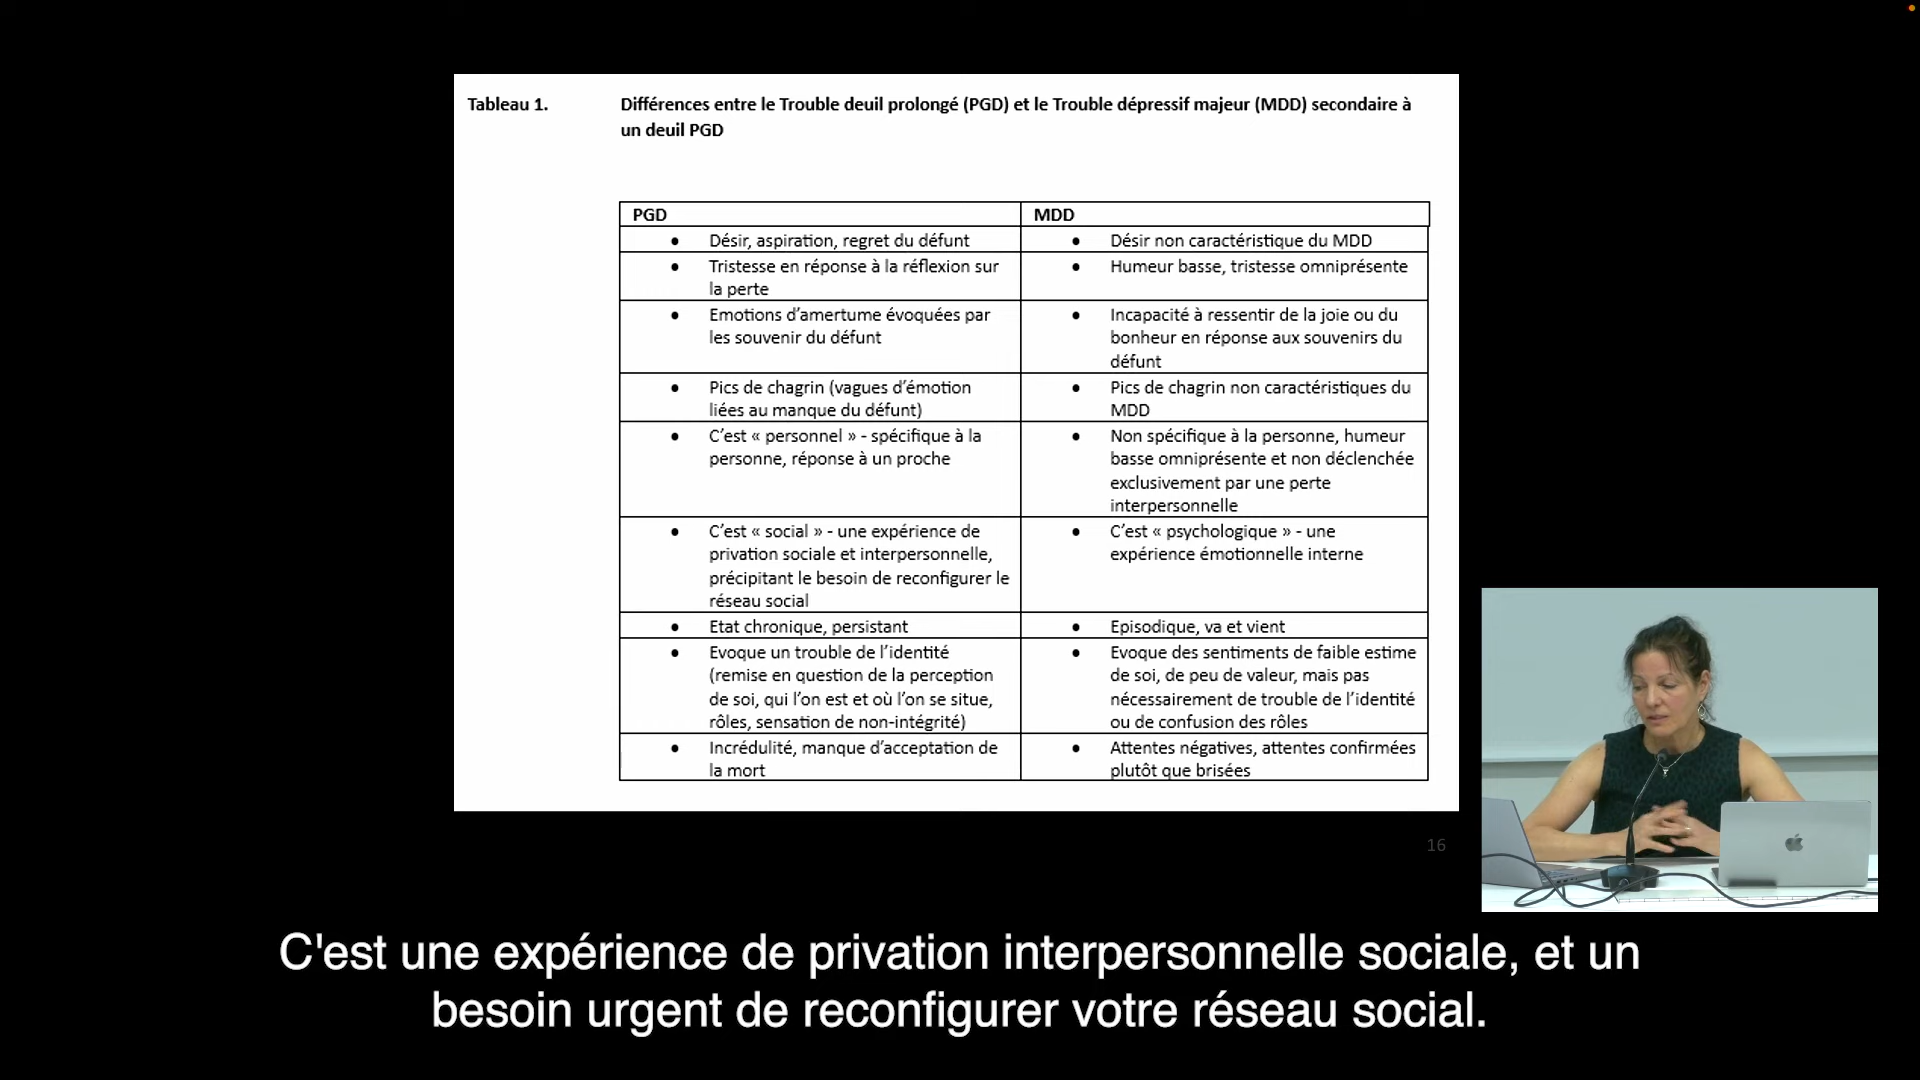 Tableau 1.
Différences entre le Trouble deuil prolongé (PGD) et le Trouble dépressif majeur (MDD) secondaire à
un deuil PGD
PGD
MDD
• Désir, aspiration, regret du défunt
• Désir non caractéristique du MDD
• Tristesse en réponse à la réflexion sur
la perte
• Humeur basse, tristesse omniprésente
• Emotions d’amertume évoquées par
les souvenir du défunt
• Incapacité à ressentir de la joie ou du
bonheur en réponse aux souvenirs du
défunt
• Pics de chagrin (vagues d’émotion
liées au manque du défunt)
• Pics de chagrin non caractéristiques du
MDD
• C’est « personnel » - spécifique à la
personne, réponse à un proche
• Non spécifique à la personne, humeur
basse omniprésente et non déclenchée
exclusivement par une perte
interpersonnelle
• C’est « social » - une expérience de
privation sociale et interpersonnelle,
précipitant le besoin de reconfigurer le
réseau social
• C’est « psychologique » - une
expérience émotionnelle interne
• Etat chronique, persistant
• Episodique, va et vient
• Evoque un trouble de l’identité
(remise en question de la perception
de soi, qui l’on est et où l’on se situe,
rôles, sensation de non-intégrité)
• Evoque des sentiments de faible estime
de soi, de peu de valeur, mais pas
nécessairement de trouble de l’identité
ou de confusion des rôles
• Incrédulité, manque d’acceptation de
la mort
• Attentes négatives, attentes confirmées
plutôt que brisées
16
C'est une expérience de privation interpersonnelle sociale, et un
besoin urgent de reconfigurer votre réseau social.